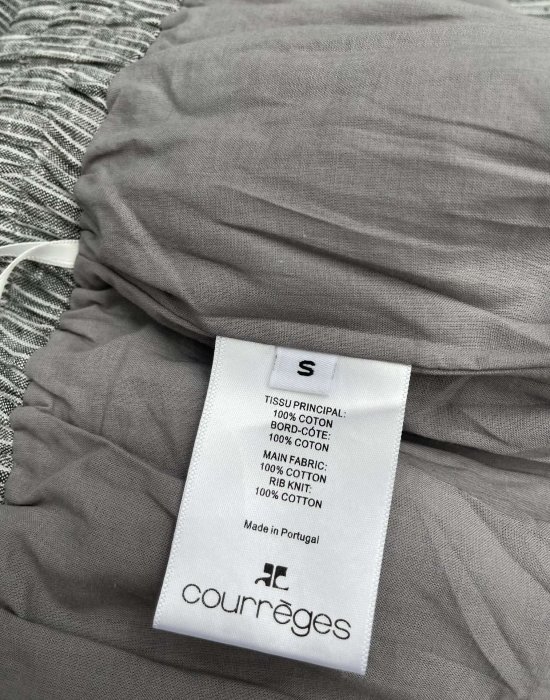 S
TISSU PRINCIPAL:
100% COTON
BORD-CÔTE:
100% COTON
MAIN FABRIC:
100% COTTON
RIB KNIT:
100% COTTON
Made in Portugal
courrèges